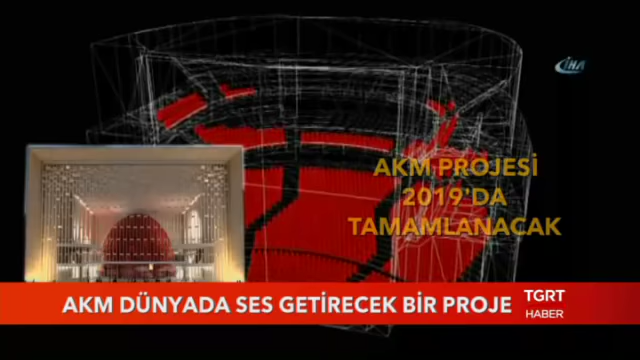 İHA
AKM PROJESİ
2019'DA
TAMAMLANACAK
AKM DÜNYADA SES GETİRECEK BİR PROJE
TGRT
HABER